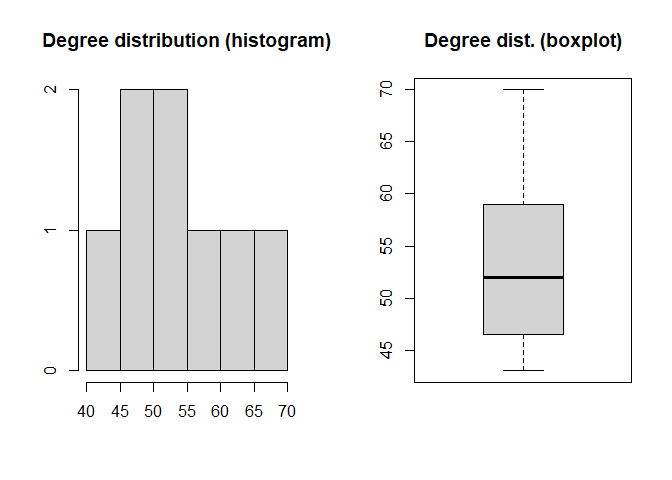 Degree distribution (histogram)
0 1 2
40 45 50 55 60 65 70
Degree dist. (boxplot)
45 50 55 60 65 70